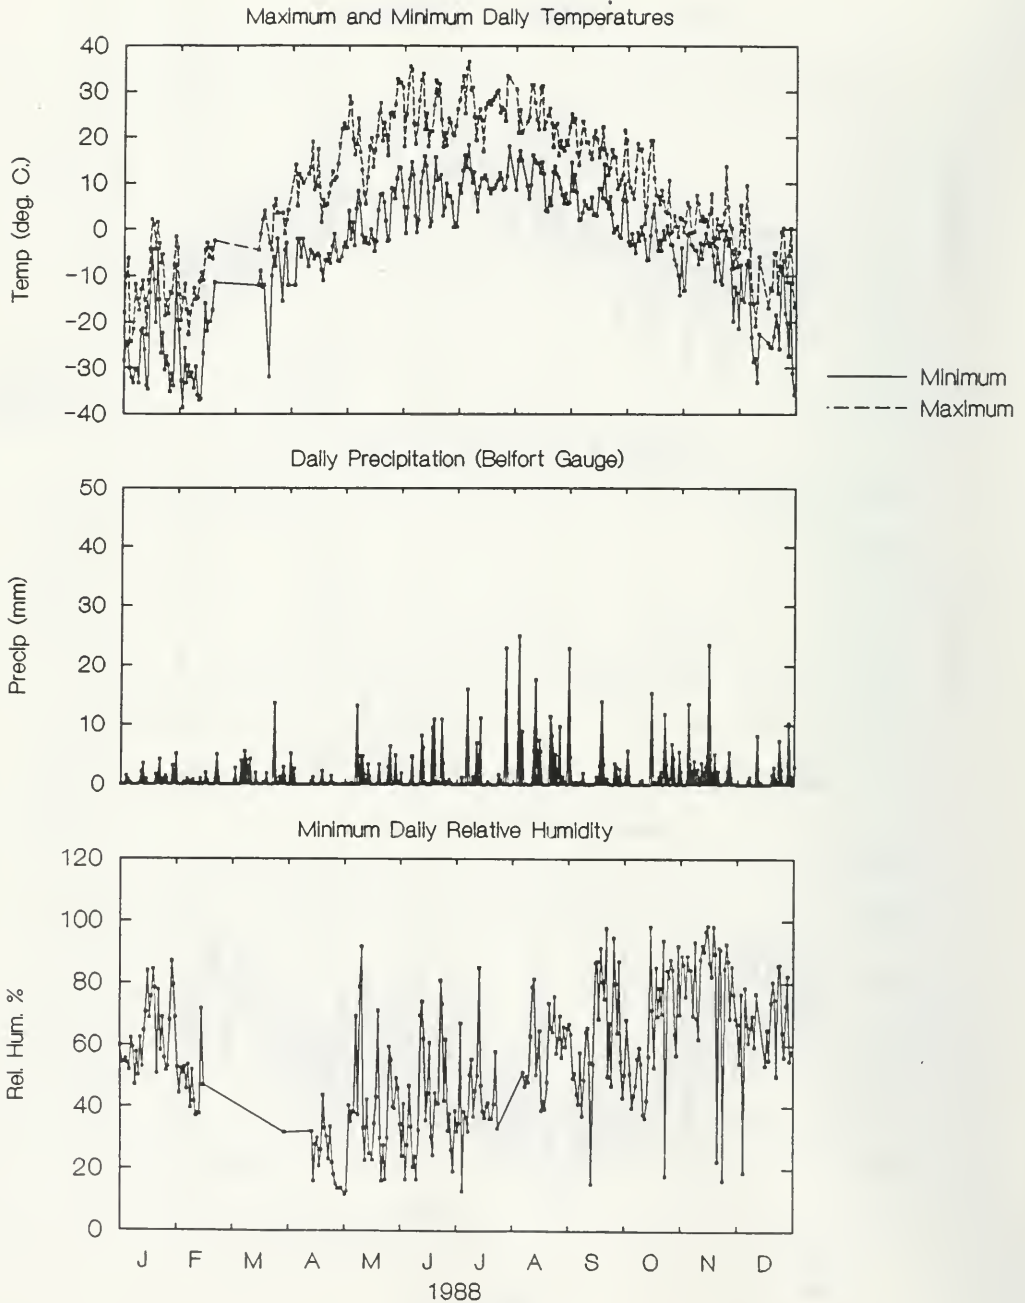 Maximum and Minimum Daily Temperatures
40
30
20
10
0
-10
-20
-30
-40
Temp (deg. C.)
Minimum
Maximum
Daily Precipitation (Belfort Gauge)
50
40
30
20
10
0
Precip (mm)
Minimum Daily Relative Humidity
120
100
80
60
40
20
0
Rel. Hum. %
J F M A M J J A S O N D
1988